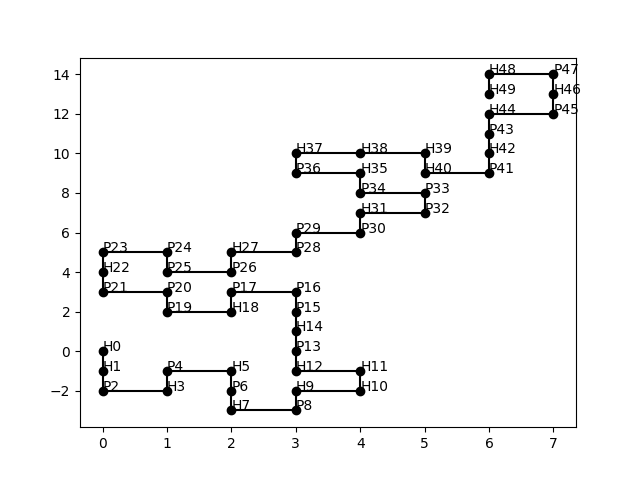 14 H48 P47
H49 H46
12 H44 P45
P43
10 H37 H38 H39 H42
P36 H35 H40 P41
8 P34 P33
H31 P32
6 P29 P30
P23 P24 H27 P28
4 H22 P25 P26
P21 P20 P17 P16
2 P19 H18 P15
H14
0 H0 P13
H1 P4 H5 H12 H11
−2 P2 H3 P6 H9 H10
H7 P8
0 1 2 3 4 5 6 7